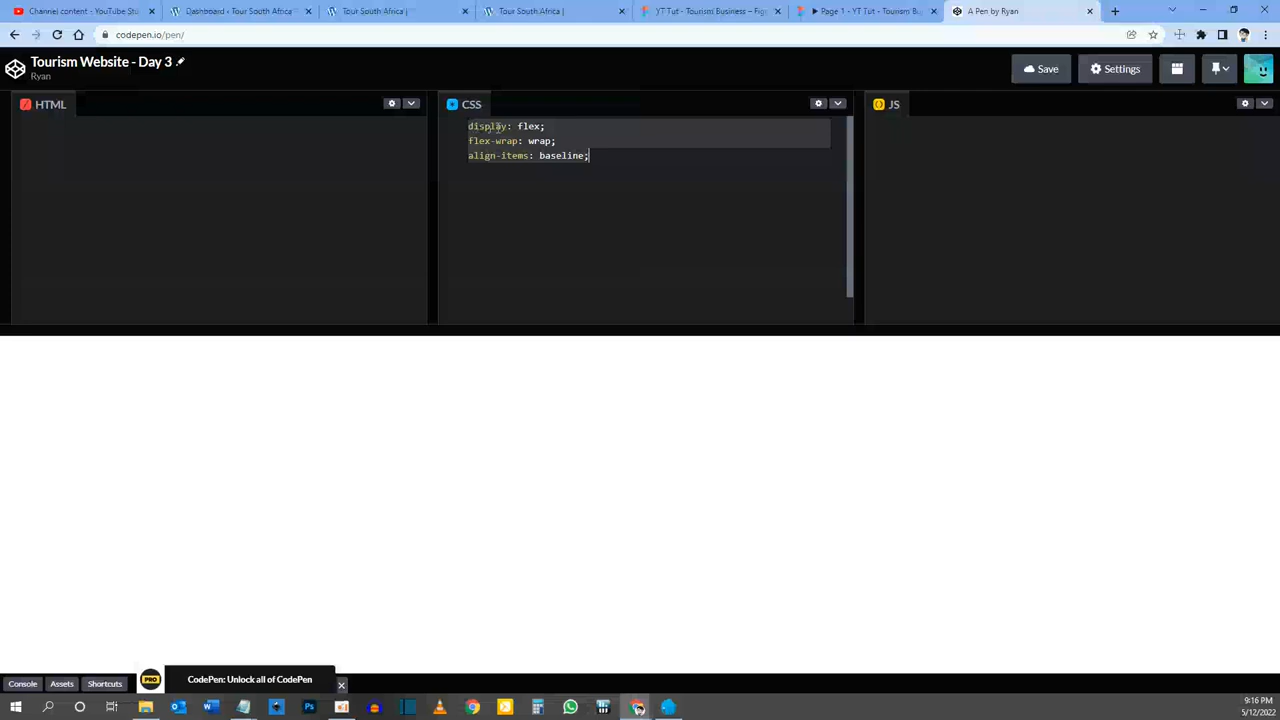 Channel content - YouTube Stu
Dashboard ‹ Tour South Africa
Tour South Africa |
Tour South Africa |
YT Tut - Tourism Business – Fig
Page 1 - YT Tut - Tourism Bu
A Pen by Ryan
codepen.io/pen/
Tourism Website - Day 3
Ryan
Save
Settings
HTML
CSS
JS
display: flex;
flex-wrap: wrap;
align-items: baseline;
Console
Assets
Shortcuts
PRO
CodePen: Unlock all of CodePen
9:16 PM
5/12/2022